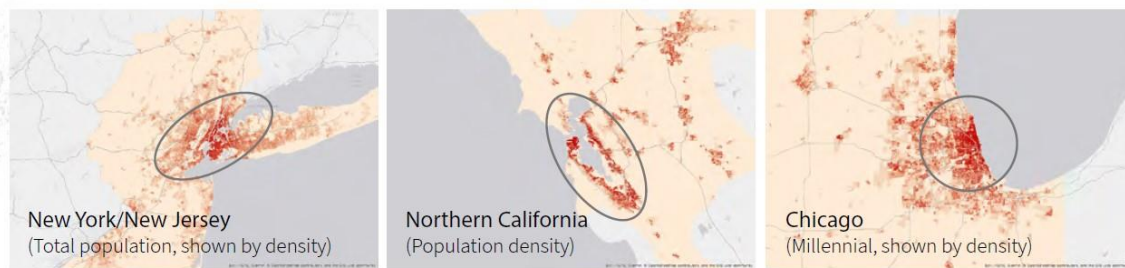 New York/New Jersey
(Total population, shown by density)
Northern California
(Population density)
Chicago
(Millennial, shown by density)